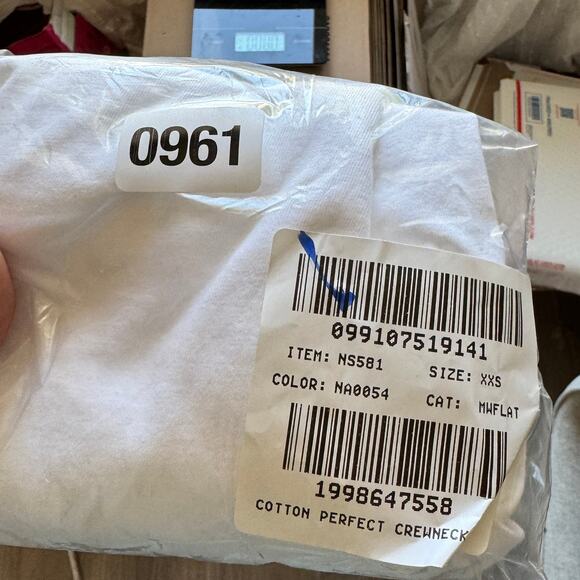 0961
099107519141
ITEM: NS581 SIZE: XXS
COLOR: NA0054 CAT: MWFLAT
1998647558
COTTON PERFECT CREWNECK